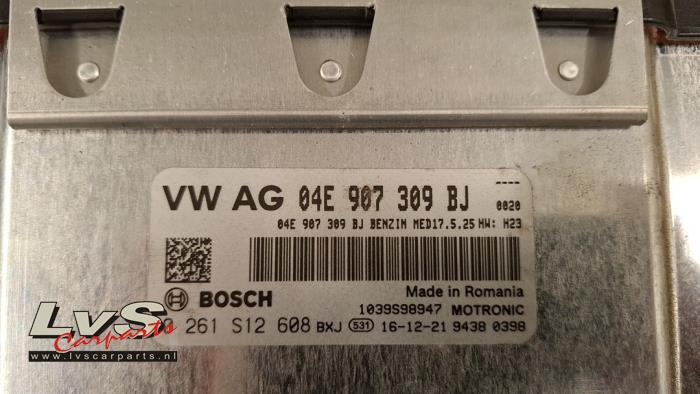 VW AG 04E 907 309 BJ
----
0020
04E 907 309 BJ BENZIN MED17.5.25 HW: H23
BOSCH
Made in Romania
1039S98947 MOTRONIC
261 S12 608 BXJ 531 16-12-21 9438 0398
LvS
Carparts
www.lvscarparts.nl